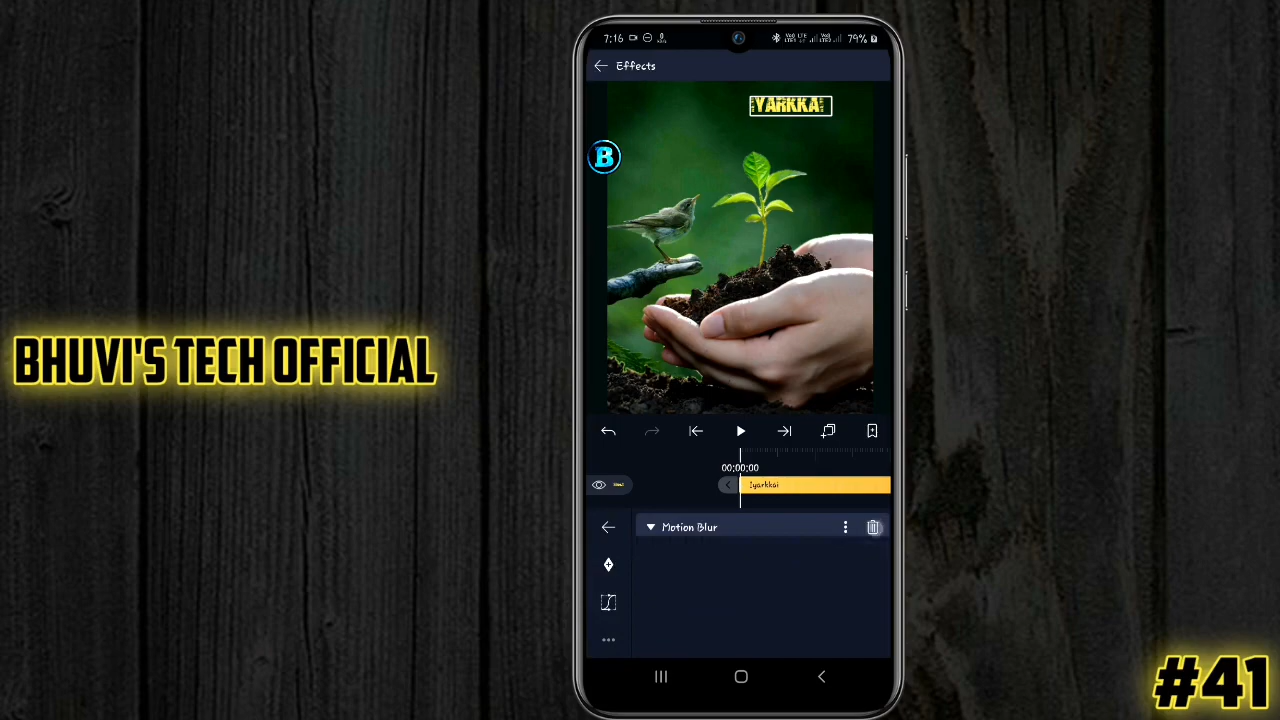 7:16
79%
Effects
YARKKA
B
00:00:00
Iyarkkai
Motion Blur
BHUVI'S TECH OFFICIAL
#41